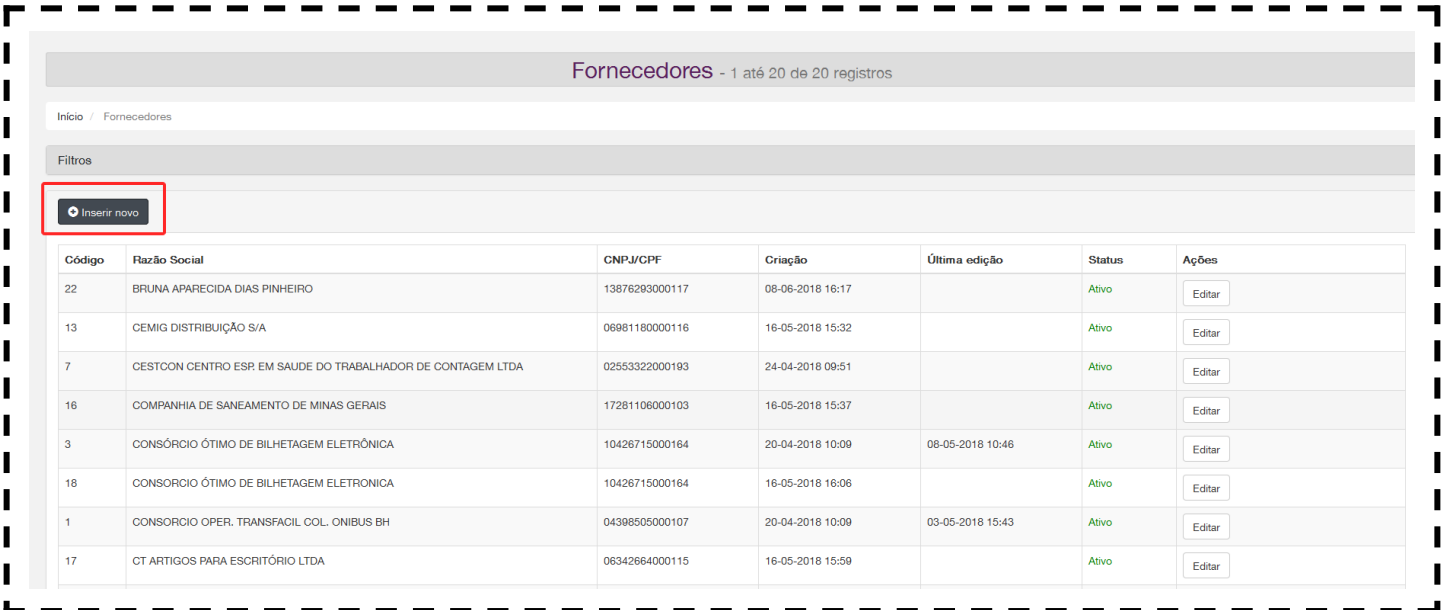 Fornecedores - 1 até 20 de 20 registros
Início / Fornecedores
Filtros
Inserir novo
Código Razão Social CNPJ/CPF Criação Última edição Status Ações
22 BRUNA APARECIDA DIAS PINHEIRO 13876293000117 08-06-2018 16:17 Ativo Editar
13 CEMIG DISTRIBUIÇÃO S/A 06981180000116 16-05-2018 15:32 Ativo Editar
7 CESTCON CENTRO ESP. EM SAUDE DO TRABALHADOR DE CONTAGEM LTDA 02553322000193 24-04-2018 09:51 Ativo Editar
16 COMPANHIA DE SANEAMENTO DE MINAS GERAIS 17281106000103 16-05-2018 15:37 Ativo Editar
3 CONSÓRCIO ÓTIMO DE BILHETAGEM ELETRÔNICA 10426715000164 20-04-2018 10:09 08-05-2018 10:46 Ativo Editar
18 CONSORCIO ÓTIMO DE BILHETAGEM ELETRONICA 10426715000164 16-05-2018 16:06 Ativo Editar
1 CONSORCIO OPER. TRANSFACIL COL. ONIBUS BH 04398505000107 20-04-2018 10:09 03-05-2018 15:43 Ativo Editar
17 CT ARTIGOS PARA ESCRITÓRIO LTDA 06342664000115 16-05-2018 15:59 Ativo Editar